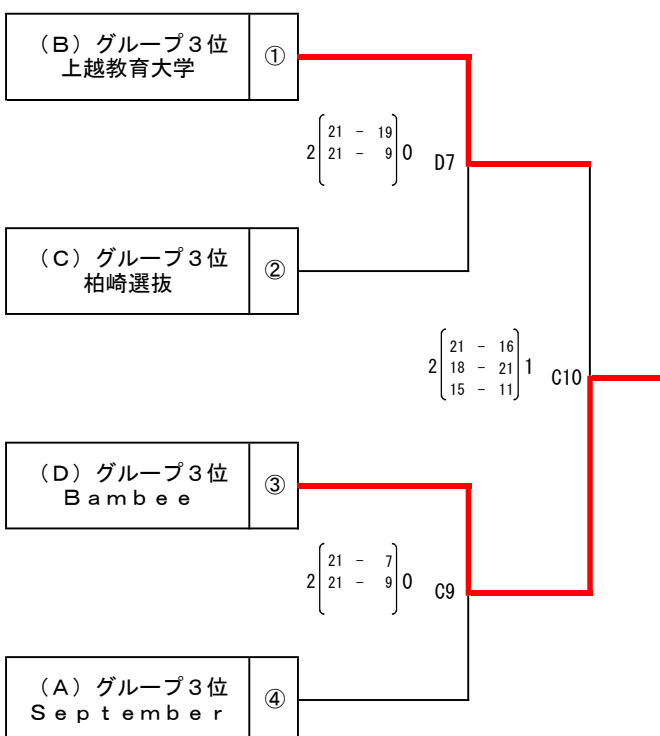 （Ｂ）グループ３位
上越教育大学
①
2 21 － 19 0
21 － 9
D7
（Ｃ）グループ３位
柏崎選抜
②
2 21 － 16 1
18 － 21
15 － 11
C10
（Ｄ）グループ３位
Ｂａｍｂｅｅ
③
2 21 － 7 0
21 － 9
C9
（Ａ）グループ３位
Ｓｅｐｔｅｍｂｅｒ
④